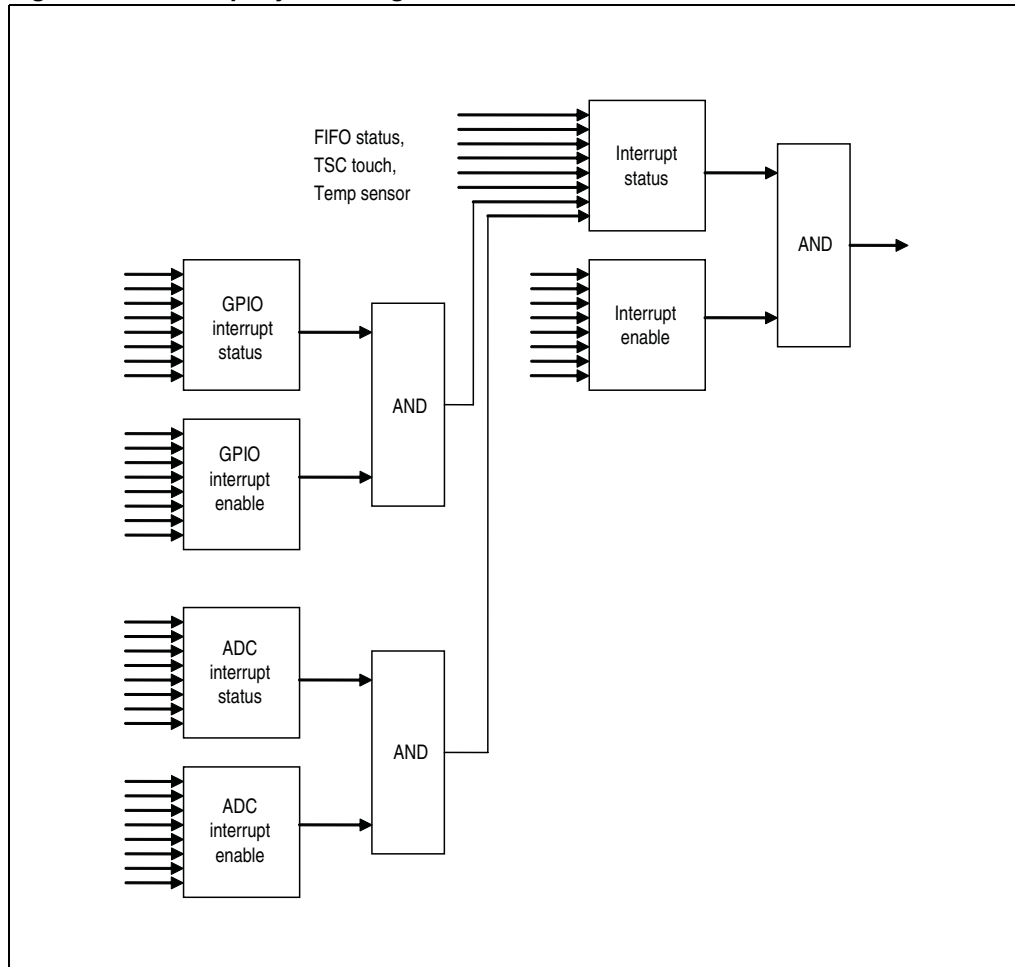 FIFO status,
TSC touch,
Temp sensor
Interrupt
status
AND
Interrupt
enable
GPIO
interrupt
status
AND
GPIO
interrupt
enable
ADC
interrupt
status
AND
ADC
interrupt
enable